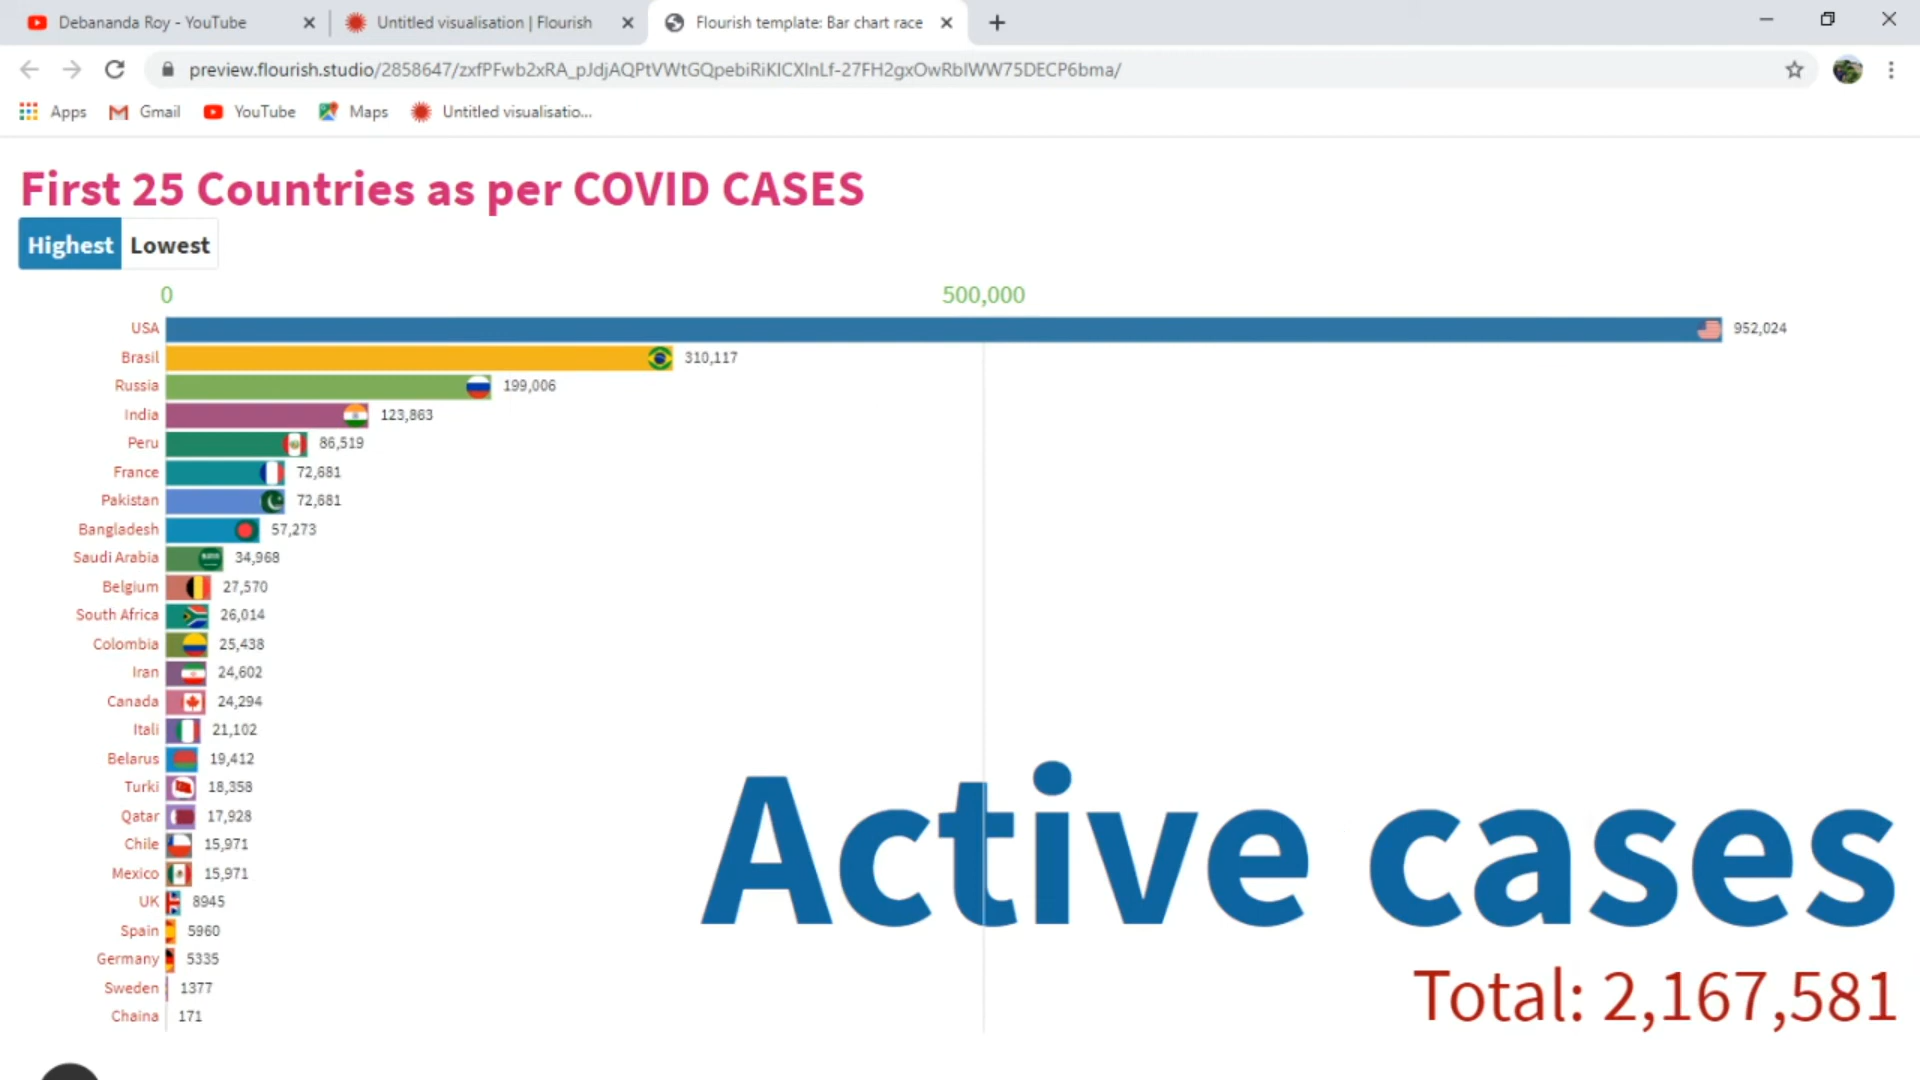 Debananda Roy - YouTube
Untitled visualisation | Flourish
Flourish template: Bar chart race
preview.flourish.studio/2858647/zxfPFwb2xRA_pJdjAQPtVWtGQpebiRiKlCXlnLf-27FH2gxOwRblWW75DECP6bma/
Apps
Gmail
YouTube
Maps
Untitled visualisatio...
First 25 Countries as per COVID CASES
Highest Lowest
0 500,000
USA 952,024
Brasil 310,117
Russia 199,006
India 123,863
Peru 86,519
France 72,681
Pakistan 72,681
Bangladesh 57,273
Saudi Arabia 34,968
Belgium 27,570
South Africa 26,014
Colombia 25,438
Iran 24,602
Canada 24,294
Itali 21,102
Belarus 19,412
Turki 18,358
Qatar 17,928
Chile 15,971
Mexico 15,971
UK 8945
Spain 5960
Germany 5335
Sweden 1377
Chaina 171
Active cases
Total: 2,167,581